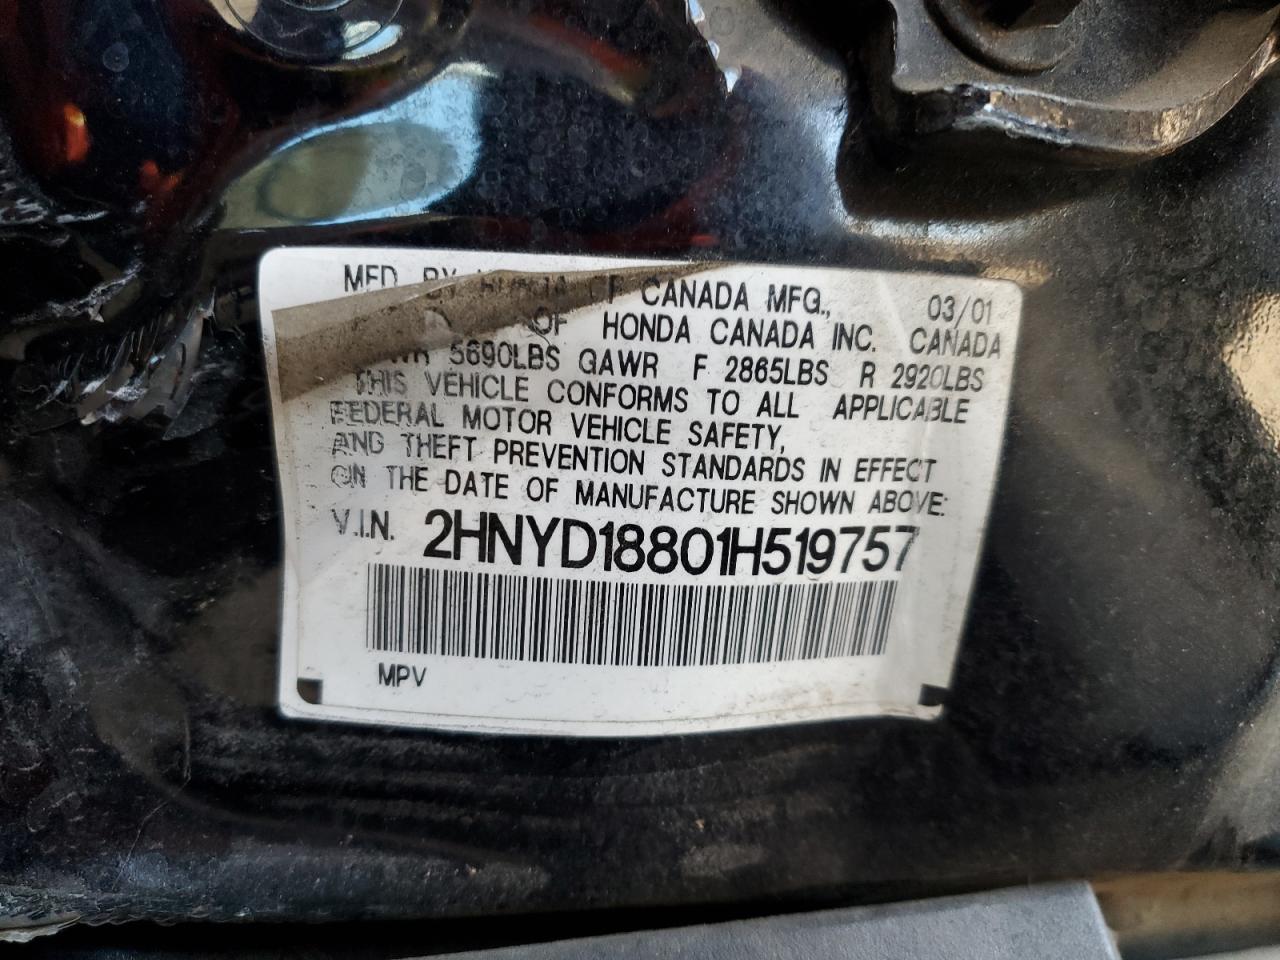 MFD BY HONDA OF CANADA MFG., 03/01
OF HONDA CANADA INC. CANADA
5690LBS GAWR F 2865LBS R 2920LBS
THIS VEHICLE CONFORMS TO ALL APPLICABLE
FEDERAL MOTOR VEHICLE SAFETY,
AND THEFT PREVENTION STANDARDS IN EFFECT
ON THE DATE OF MANUFACTURE SHOWN ABOVE:
V.I.N. 2HNYD18801H519757
MPV